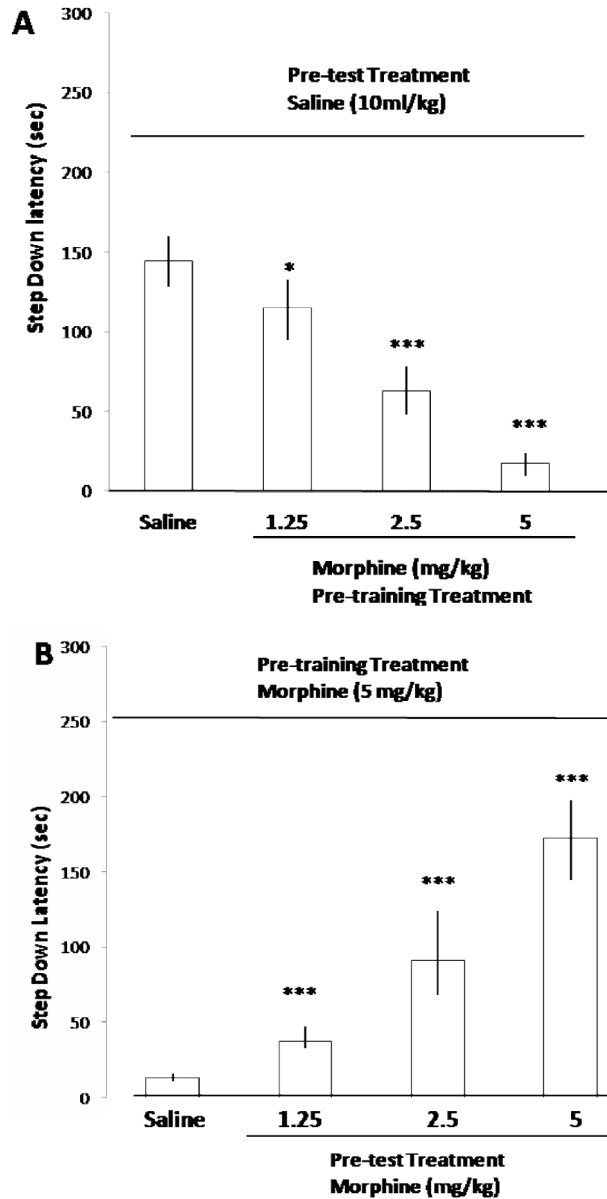 A
300
Pre-test Treatment
Saline (10ml/kg)
250
200
150
100
50
0
Step Down latency (sec)
*
***
***
Saline 1.25 2.5 5
Morphine (mg/kg)
Pre-training Treatment
B
300
Pre-training Treatment
Morphine (5 mg/kg)
250
200
150
100
50
0
Step Down Latency (sec)
***
***
***
Saline 1.25 2.5 5
Pre-test Treatment
Morphine (mg/kg)